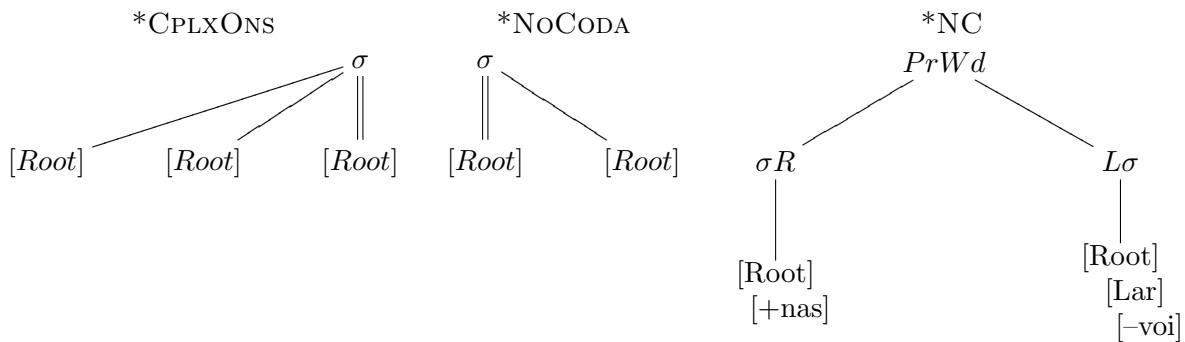 *CPLXONS *NOCODA *NC
σ σ PrWd
[Root] [Root] [Root] [Root] [Root] σR Lσ
[Root] [Root]
[+nas] [Lar]
[–voi]